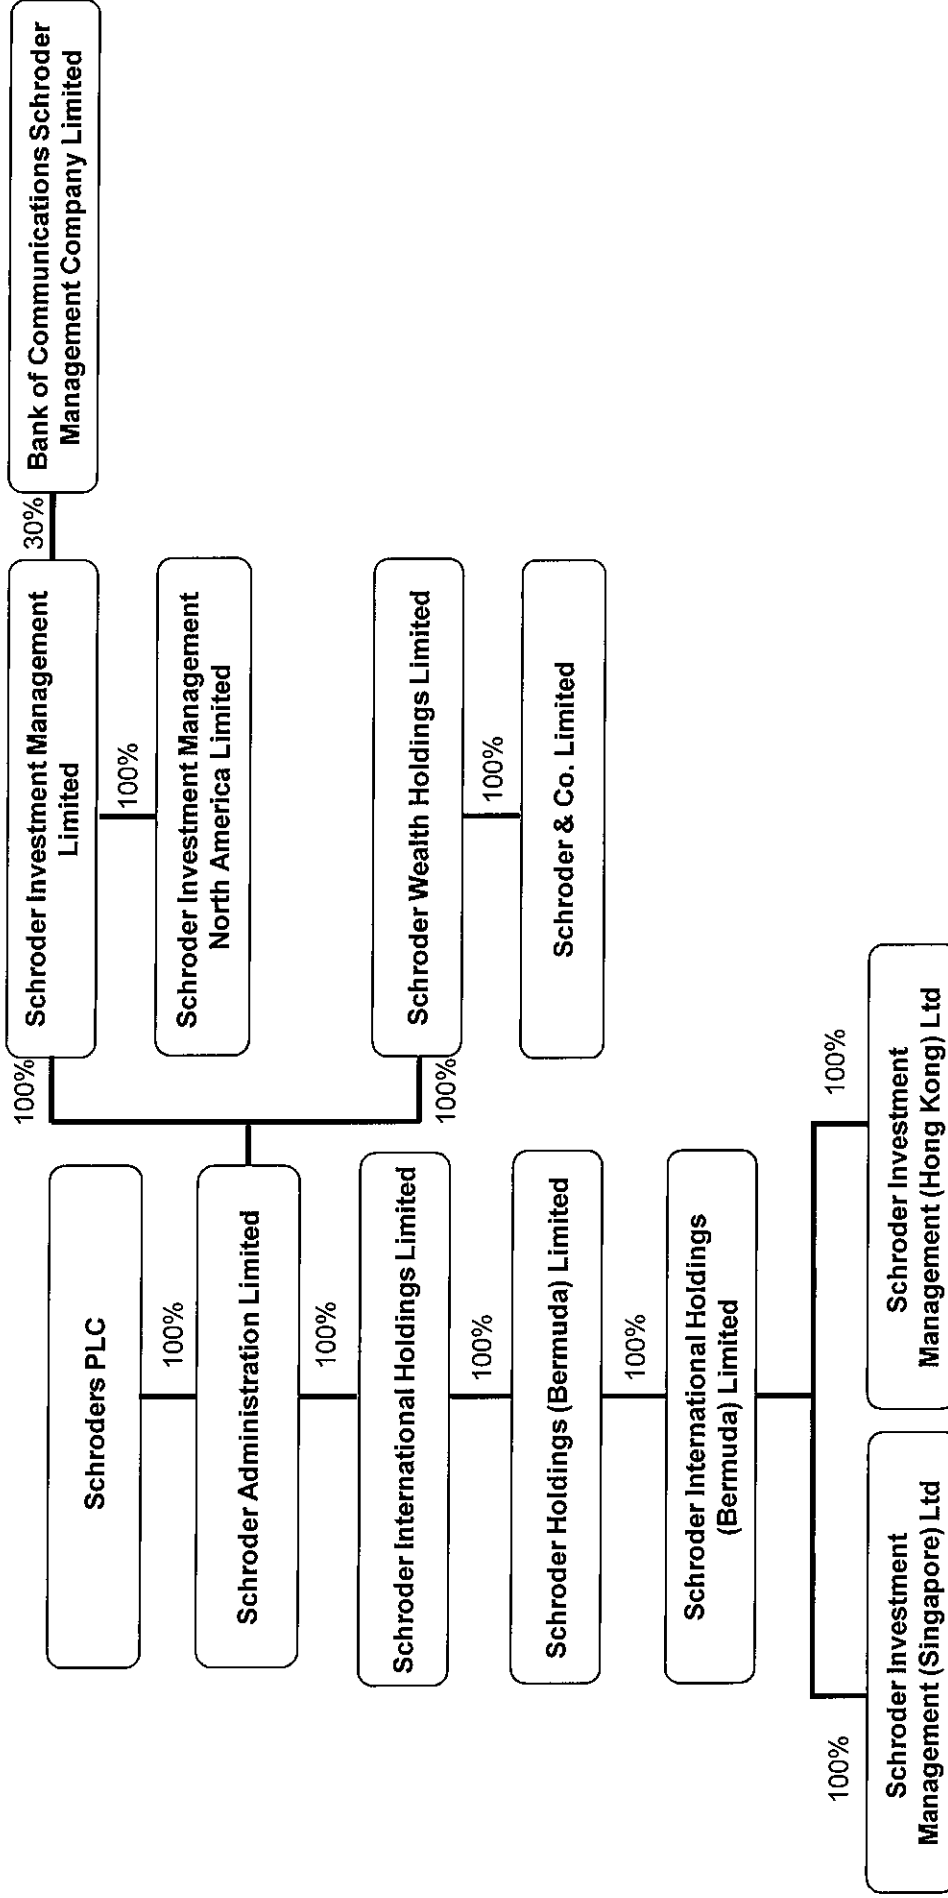 Schroders PLC
100%
Schroder Administration Limited
100%
Schroder Investment Management
Limited
30%
Bank of Communications Schroder
Management Company Limited
100%
Schroder Investment Management
North America Limited
100%
Schroder Wealth Holdings Limited
100%
Schroder & Co. Limited
100%
Schroder International Holdings Limited
100%
Schroder Holdings (Bermuda) Limited
100%
Schroder International Holdings
(Bermuda) Limited
100%
Schroder Investment
Management (Singapore) Ltd
100%
Schroder Investment
Management (Hong Kong) Ltd